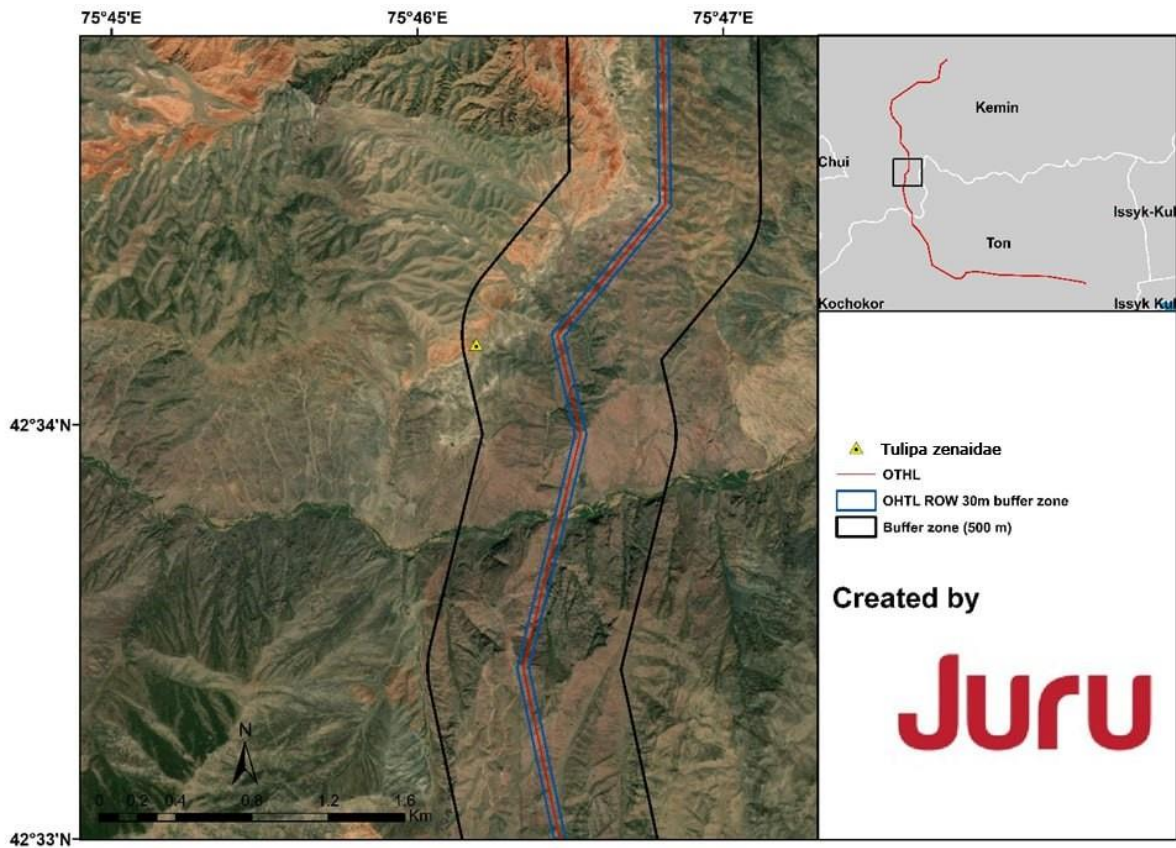 75°45'E
75°46'E
75°47'E
42°34'N
42°33'N
N
0 0.2 0.4 0.8 1.2 1.6
Km
Kemin
Chui
Issyk-Kul
Ton
Kochokor
Issyk Kul
Tulipa zenaidae
OTHL
OHTL ROW 30m buffer zone
Buffer zone (500 m)
Created by
Juru